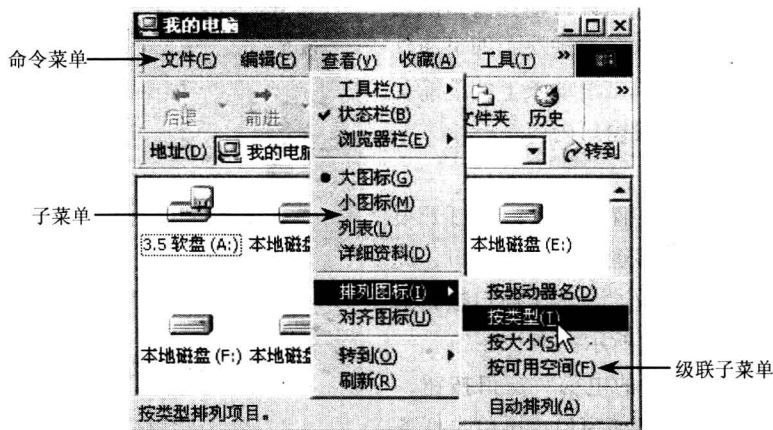 我的电脑
命令菜单
文件(F) 编辑(E) 查看(V) 收藏(A) 工具(T) »
后退 前进 文件夹 历史 »
地址(D) 我的电脑 转到
工具栏(T)
状态栏(B)
浏览器栏(E)
大图标(G)
小图标(M)
列表(L)
详细资料(D)
排列图标(I)
对齐图标(U)
转到(O)
刷新(R)
子菜单
3.5 软盘 (A:) 本地磁 本地磁盘 (E:)
本地磁盘 (F:) 本地磁
按驱动器名(D)
按类型(T)
按大小(S)
按可用空间(F)
自动排列(A)
级联子菜单
按类型排列项目。